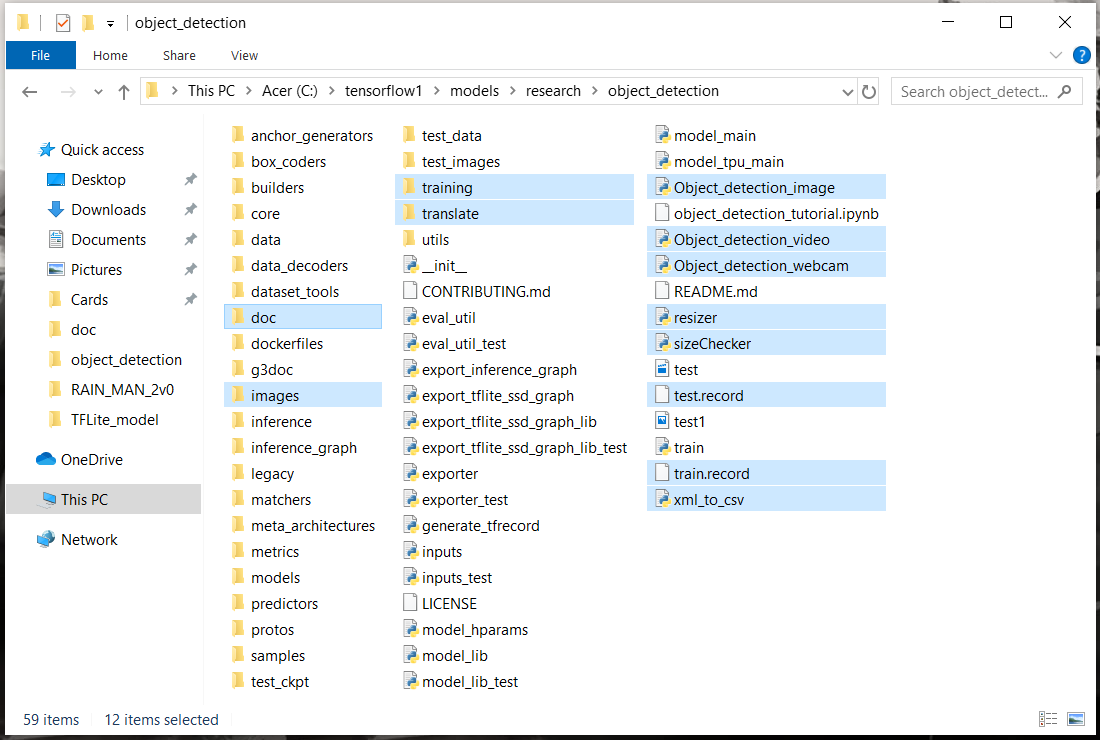 object_detection
File Home Share View
This PC Acer (C:) tensorflow1 models research object_detection
Search object_detect...
Quick access
Desktop
Downloads
Documents
Pictures
Cards
doc
object_detection
RAIN_MAN_2v0
TFLite_model
OneDrive
This PC
Network
anchor_generators
box_coders
builders
core
data
data_decoders
dataset_tools
doc
dockerfiles
g3doc
images
inference
inference_graph
legacy
matchers
meta_architectures
metrics
models
predictors
protos
samples
test_ckpt
test_data
test_images
training
translate
utils
__init__
CONTRIBUTING.md
eval_util
eval_util_test
export_inference_graph
export_tflite_ssd_graph
export_tflite_ssd_graph_lib
export_tflite_ssd_graph_lib_test
exporter
exporter_test
generate_tfrecord
inputs
inputs_test
LICENSE
model_hparams
model_lib
model_lib_test
model_main
model_tpu_main
Object_detection_image
object_detection_tutorial.ipynb
Object_detection_video
Object_detection_webcam
README.md
resizer
sizeChecker
test
test.record
test1
train
train.record
xml_to_csv
59 items 12 items selected